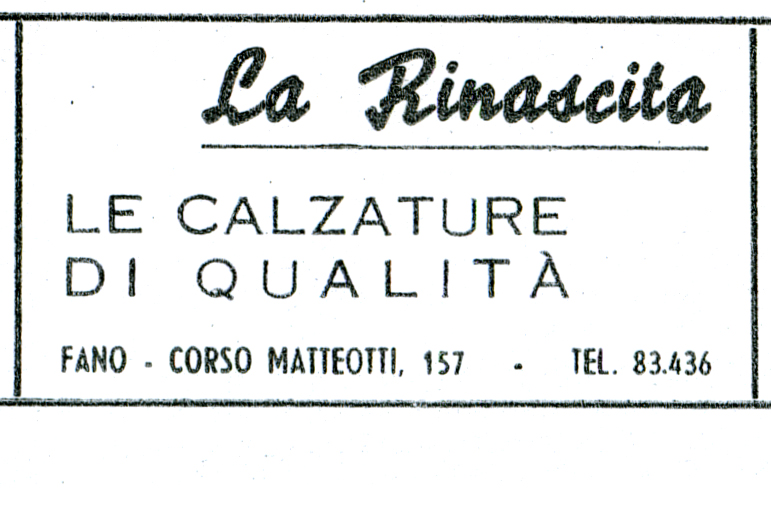 La Rinascita
LE CALZATURE
DI QUALITÀ
FANO - CORSO MATTEOTTI, 157 - TEL. 83.436